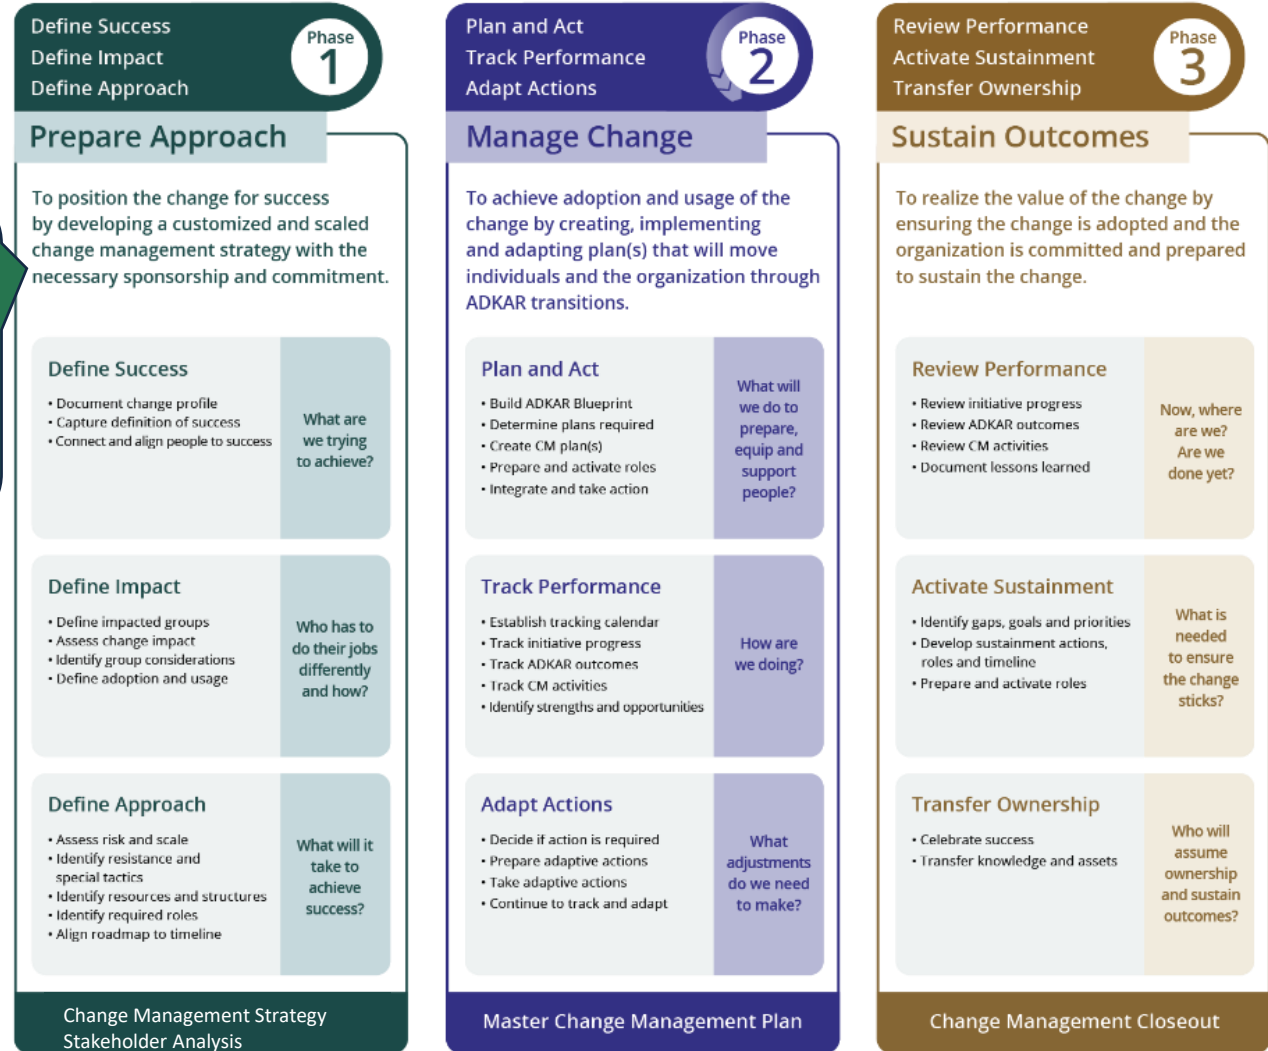 Define Success
Define Impact
Define Approach
Phase
1
Prepare Approach
To position the change for success
by developing a customized and scaled
change management strategy with the
necessary sponsorship and commitment.
Define Success
• Document change profile
• Capture definition of success
• Connect and align people to success
What are
we trying
to achieve?
Define Impact
• Define impacted groups
• Assess change impact
• Identify group considerations
• Define adoption and usage
Who has to
do their jobs
differently
and how?
Define Approach
• Assess risk and scale
• Identify resistance and
special tactics
• Identify resources and structures
• Identify required roles
• Align roadmap to timeline
What will it
take to
achieve
success?
Change Management Strategy
Stakeholder Analysis
Plan and Act
Track Performance
Adapt Actions
Phase
2
Manage Change
To achieve adoption and usage of the
change by creating, implementing
and adapting plan(s) that will move
individuals and the organization through
ADKAR transitions.
Plan and Act
• Build ADKAR Blueprint
• Determine plans required
• Create CM plan(s)
• Prepare and activate roles
• Integrate and take action
What will
we do to
prepare,
equip and
support
people?
Track Performance
• Establish tracking calendar
• Track initiative progress
• Track ADKAR outcomes
• Track CM activities
• Identify strengths and opportunities
How are
we doing?
Adapt Actions
• Decide if action is required
• Prepare adaptive actions
• Take adaptive actions
• Continue to track and adapt
What
adjustments
do we need
to make?
Master Change Management Plan
Review Performance
Activate Sustainment
Transfer Ownership
Phase
3
Sustain Outcomes
To realize the value of the change by
ensuring the change is adopted and the
organization is committed and prepared
to sustain the change.
Review Performance
• Review initiative progress
• Review ADKAR outcomes
• Review CM activities
• Document lessons learned
Now, where
are we?
Are we
done yet?
Activate Sustainment
• Identify gaps, goals and priorities
• Develop sustainment actions,
roles and timeline
• Prepare and activate roles
What is
needed
to ensure
the change
sticks?
Transfer Ownership
• Celebrate success
• Transfer knowledge and assets
Who will
assume
ownership
and sustain
outcomes?
Change Management Closeout